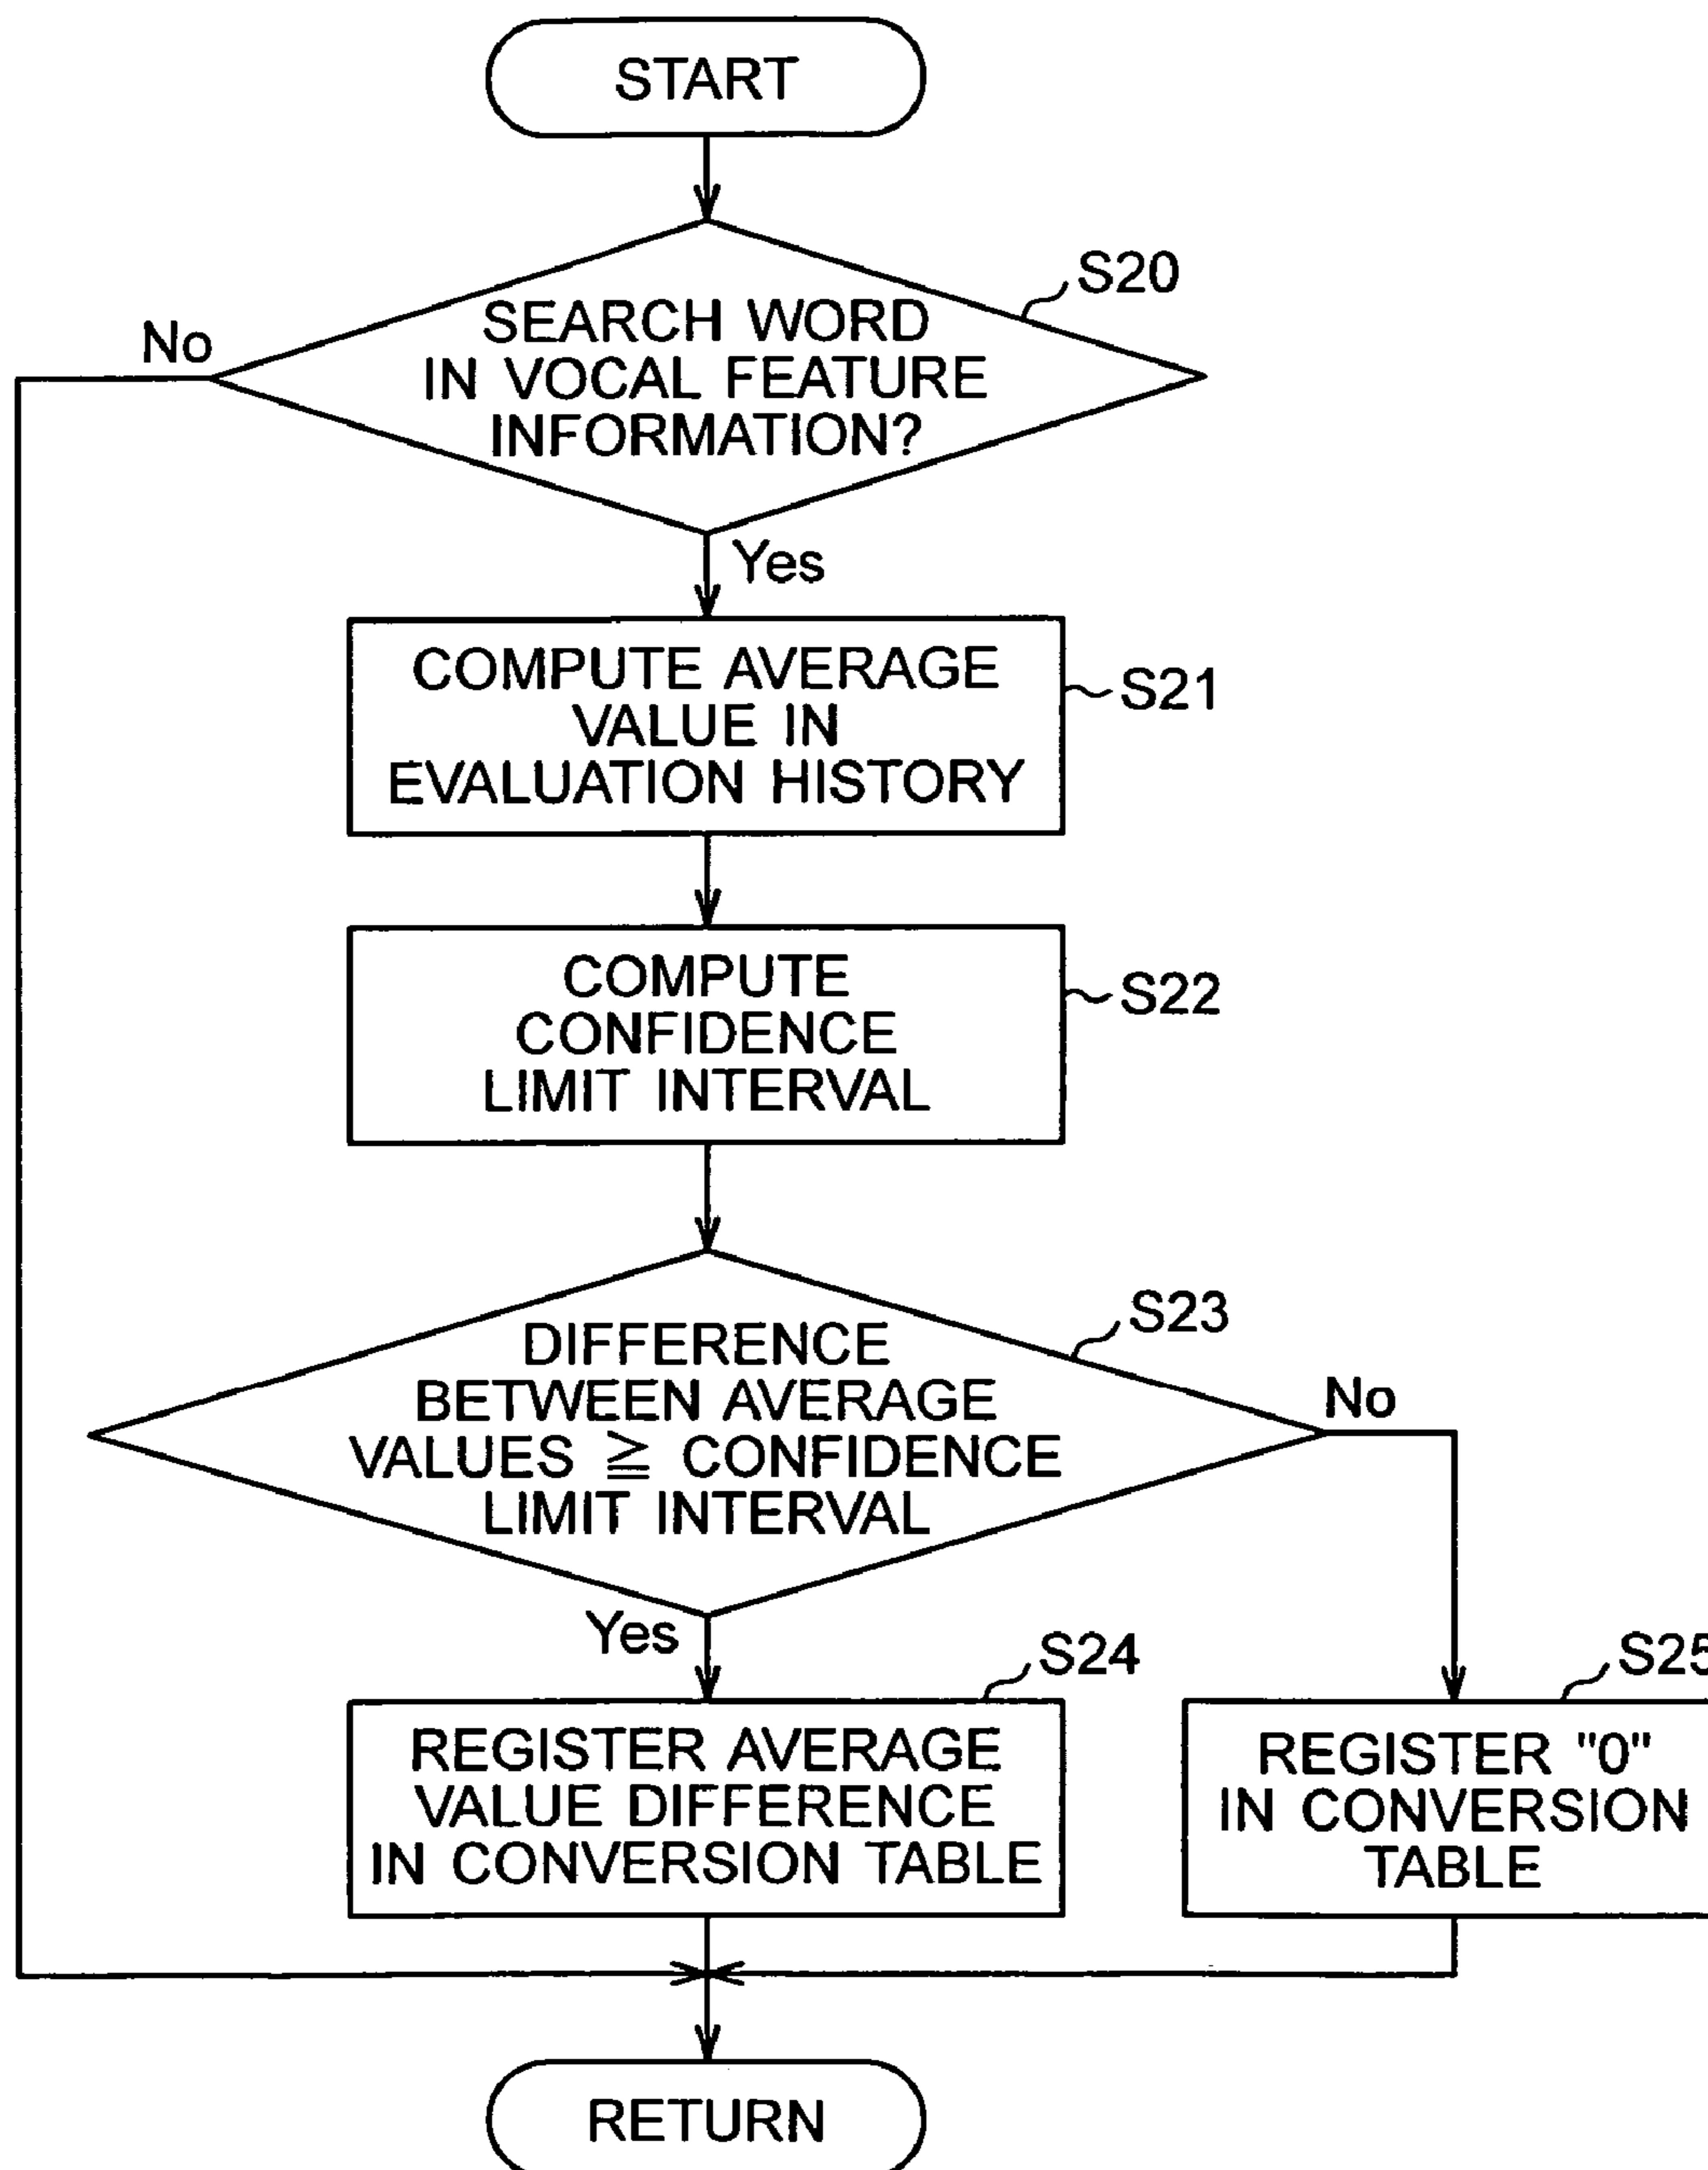 START
S20
No
SEARCH WORD
IN VOCAL FEATURE
INFORMATION?
Yes
COMPUTE AVERAGE
VALUE IN
EVALUATION HISTORY
S21
COMPUTE
CONFIDENCE
LIMIT INTERVAL
S22
S23
DIFFERENCE
BETWEEN AVERAGE
VALUES ≧ CONFIDENCE
LIMIT INTERVAL
No
Yes
S24
S25
REGISTER AVERAGE
VALUE DIFFERENCE
IN CONVERSION TABLE
REGISTER "0"
IN CONVERSION
TABLE
RETURN